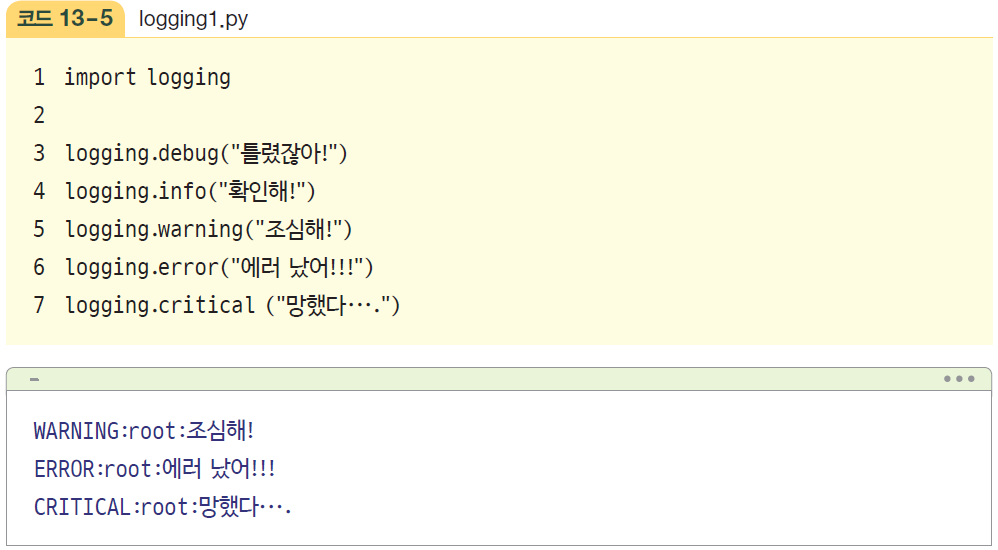 코드 13-5 logging1.py
1 import logging
2
3 logging.debug("틀렸잖아!")
4 logging.info("확인해!")
5 logging.warning("조심해!")
6 logging.error("에러 났어!!!")
7 logging.critical ("망했다….")
WARNING:root:조심해!
ERROR:root:에러 났어!!!
CRITICAL:root:망했다….